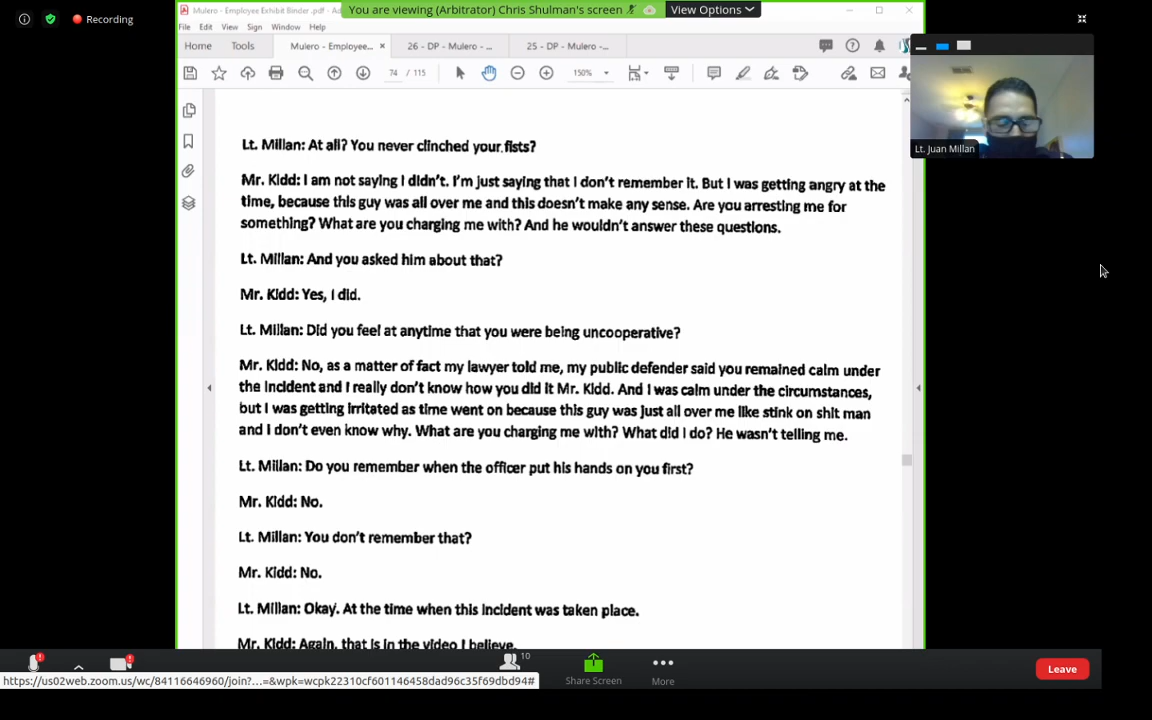 Recording
Mulero - Employee Exhibit Binder.pdf - Adobe
You are viewing (Arbitrator) Chris Shulman's screen
View Options
File Edit View Sign Window Help
Home Tools Mulero - Employee... × 26 - DP - Mulero - ... 25 - DP - Mulero -...
74 / 115 150%
Lt. Juan Millan
Lt. Millan: At all? You never clinched your fists?
Mr. Kidd: I am not saying I didn't. I'm just saying that I don't remember it. But I was getting angry at the
time, because this guy was all over me and this doesn't make any sense. Are you arresting me for
something? What are you charging me with? And he wouldn't answer these questions.
Lt. Millan: And you asked him about that?
Mr. Kidd: Yes, I did.
Lt. Millan: Did you feel at anytime that you were being uncooperative?
Mr. Kidd: No, as a matter of fact my lawyer told me, my public defender said you remained calm under
the incident and I really don't know how you did it Mr. Kidd. And I was calm under the circumstances,
but I was getting irritated as time went on because this guy was just all over me like stink on shit man
and I don't even know why. What are you charging me with? What did I do? He wasn't telling me.
Lt. Millan: Do you remember when the officer put his hands on you first?
Mr. Kidd: No.
Lt. Millan: You don't remember that?
Mr. Kidd: No.
Lt. Millan: Okay. At the time when this incident was taken place.
Mr. Kidd: Again, that is in the video I believe.
10
Share Screen
More
Leave
https://us02web.zoom.us/wc/84116646960/join?...=&wpk=wcpk22310cf601146458dad96c35f69dbd94#